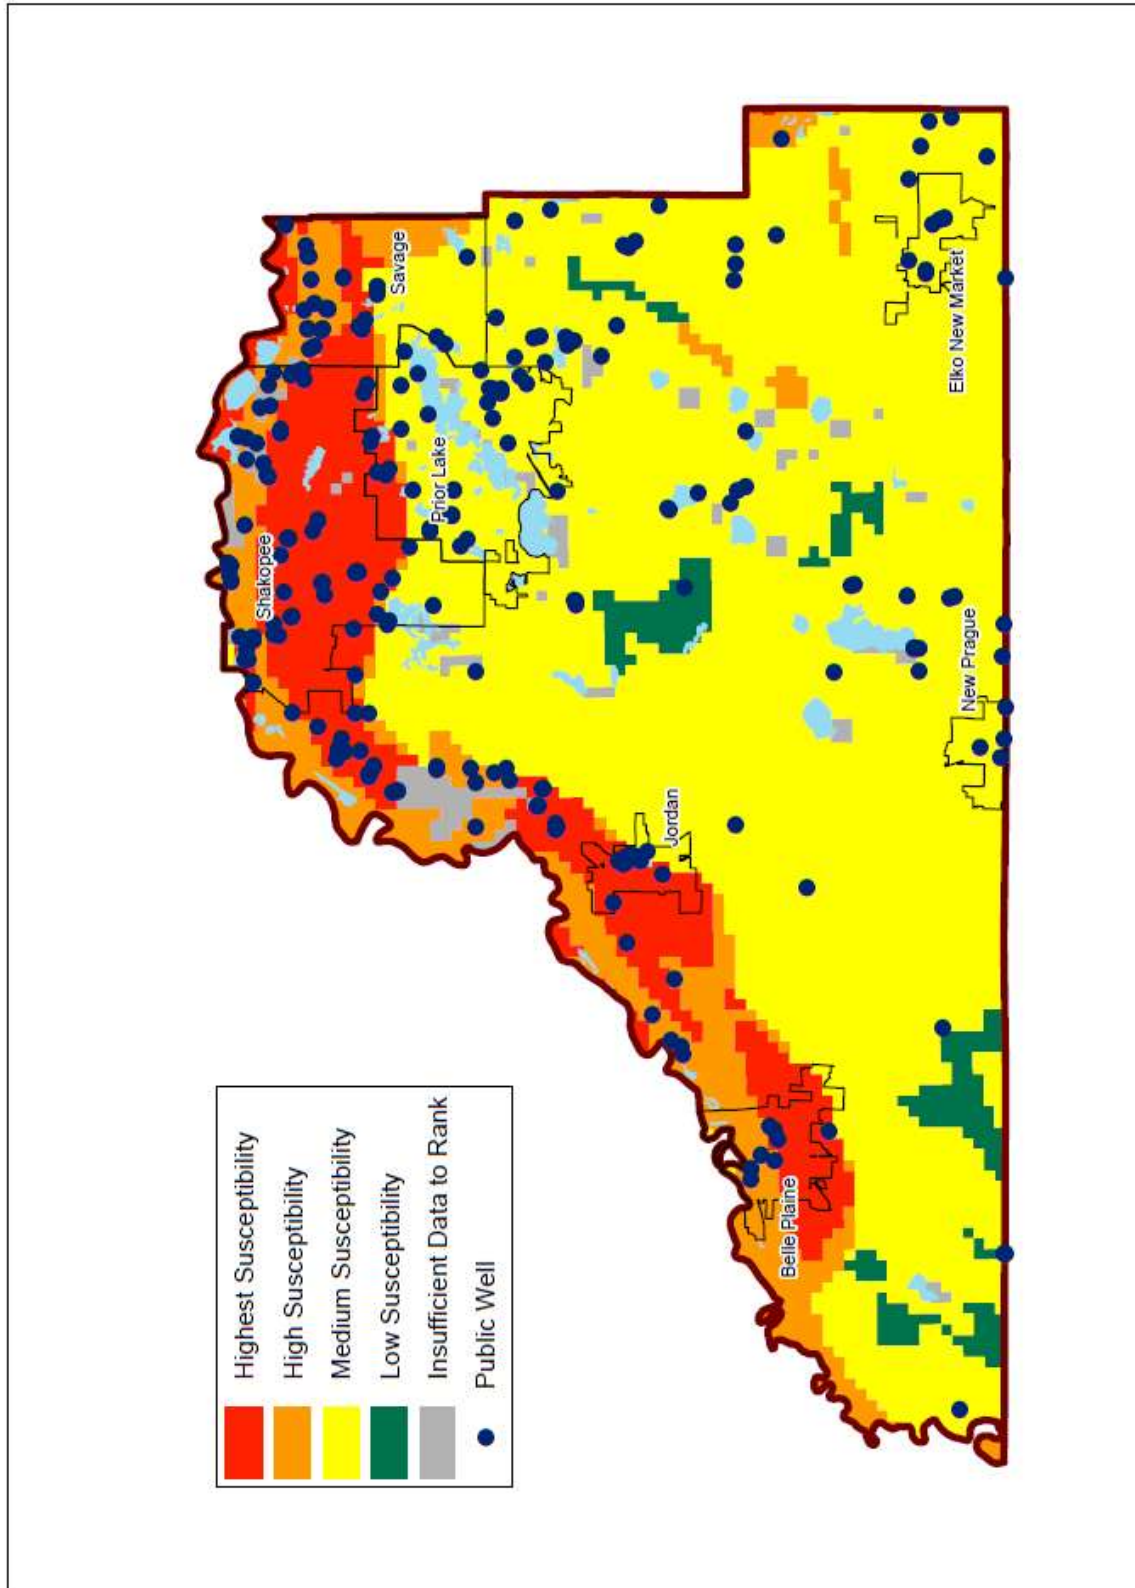 Highest Susceptibility
High Susceptibility
Medium Susceptibility
Low Susceptibility
Insufficient Data to Rank
Public Well
Shakopee
Savage
Prior Lake
Jordan
Belle Plaine
New Prague
Elko New Market